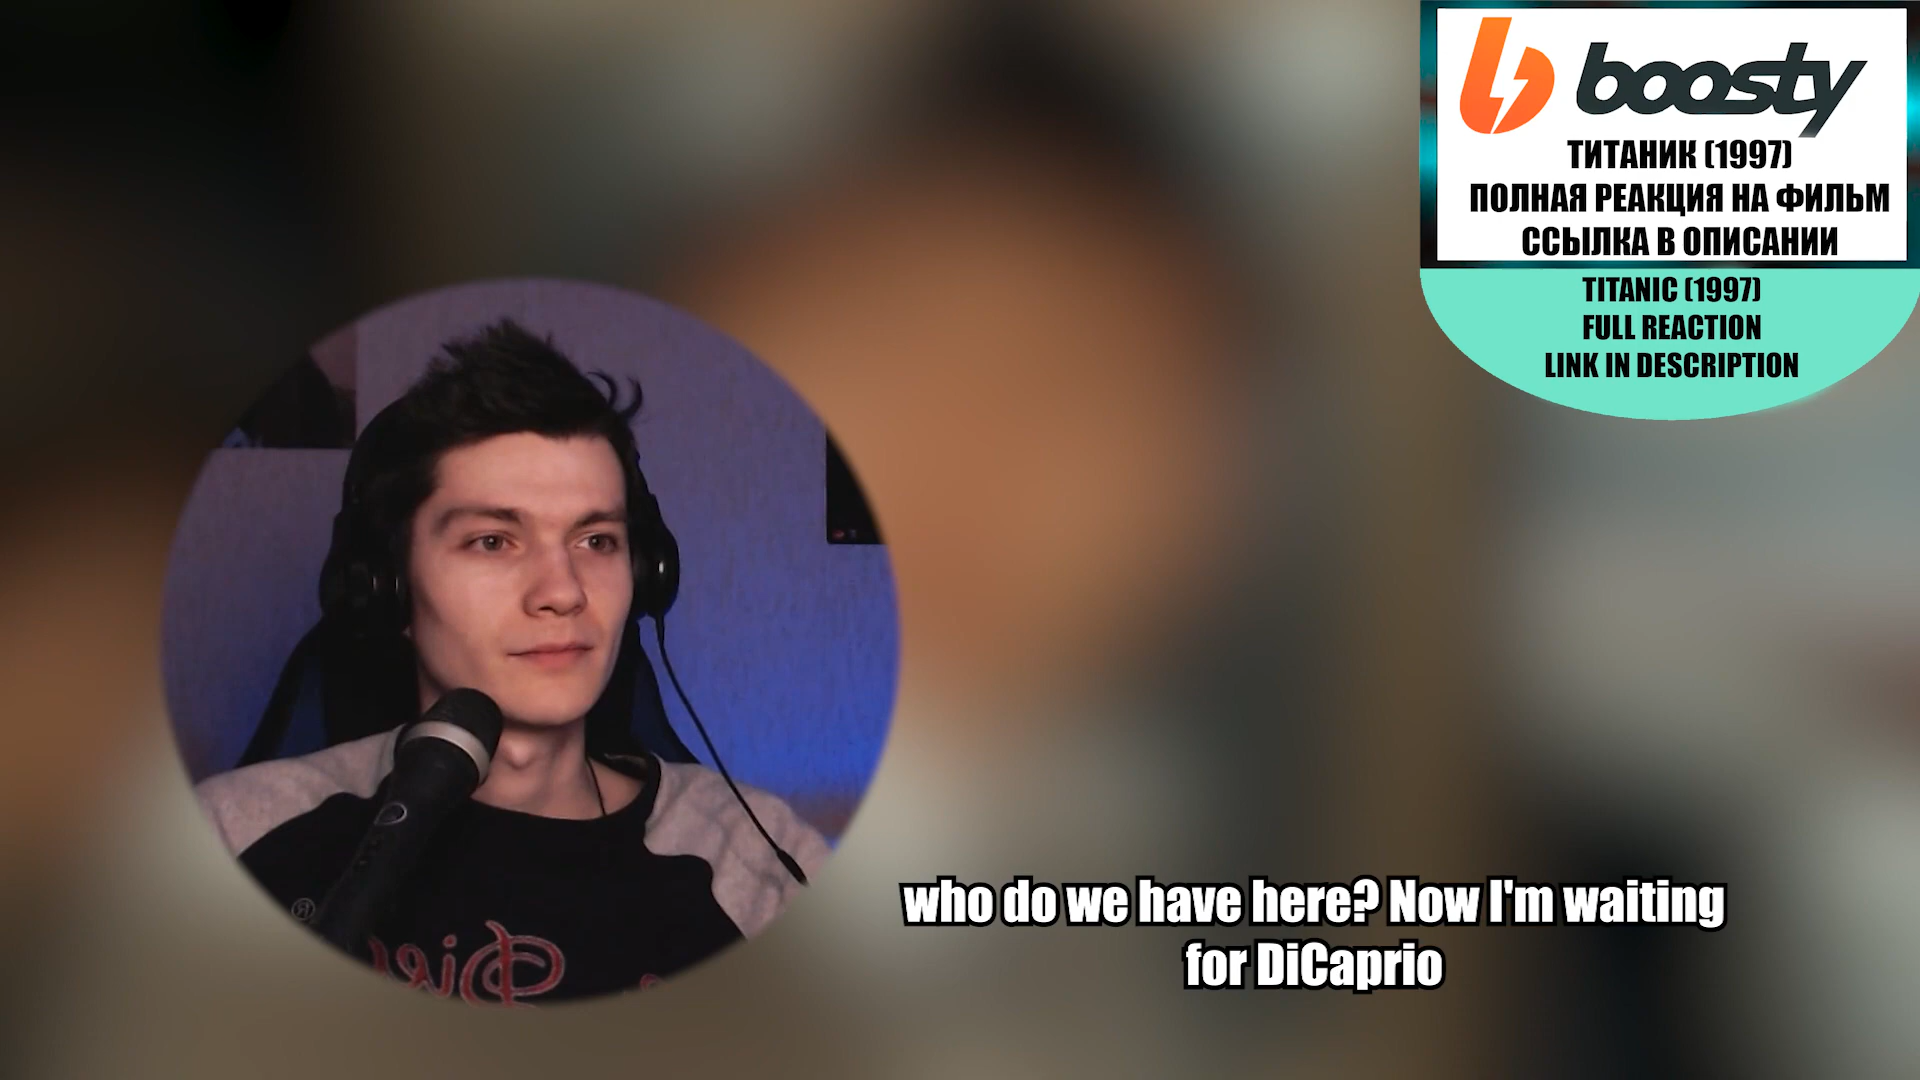 boosty
ТИТАНИК (1997)
ПОЛНАЯ РЕАКЦИЯ НА ФИЛЬМ
ССЫЛКА В ОПИСАНИИ
TITANIC (1997)
FULL REACTION
LINK IN DESCRIPTION
who do we have here? Now I'm waiting
for DiCaprio